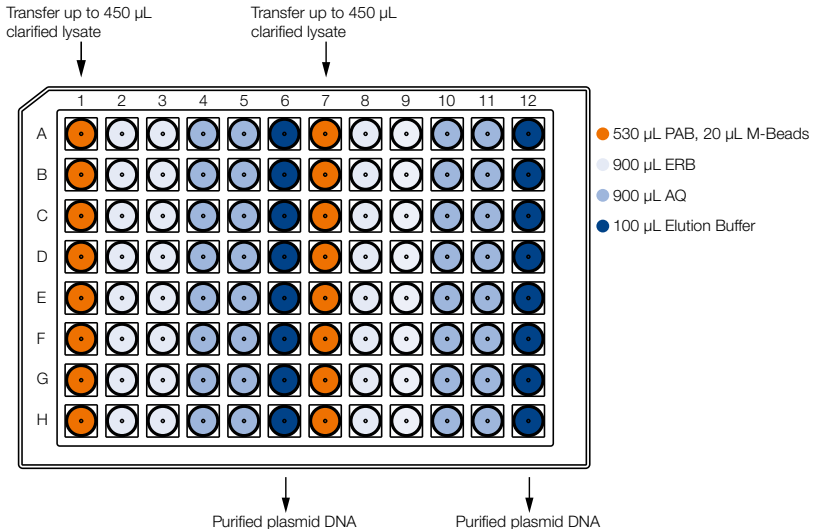 Transfer up to 450 µL
clarified lysate
Transfer up to 450 µL
clarified lysate
1 2 3 4 5 6 7 8 9 10 11 12
A
B
C
D
E
F
G
H
530 µL PAB, 20 µL M-Beads
900 µL ERB
900 µL AQ
100 µL Elution Buffer
Purified plasmid DNA
Purified plasmid DNA